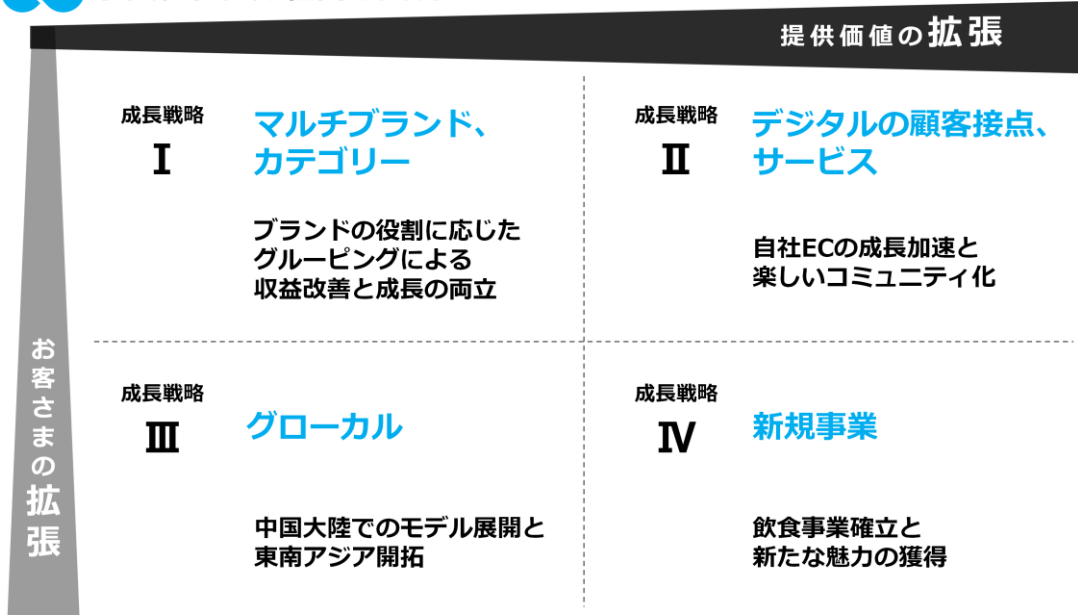 提供価値の拡張
成長戦略
Ⅰ
マルチブランド、
カテゴリー
ブランドの役割に応じた
グルーピングによる
収益改善と成長の両立
成長戦略
Ⅱ
デジタルの顧客接点、
サービス
自社ECの成長加速と
楽しいコミュニティ化
お客さまの拡張
成長戦略
Ⅲ
グローカル
中国大陸でのモデル展開と
東南アジア開拓
成長戦略
Ⅳ
新規事業
飲食事業確立と
新たな魅力の獲得